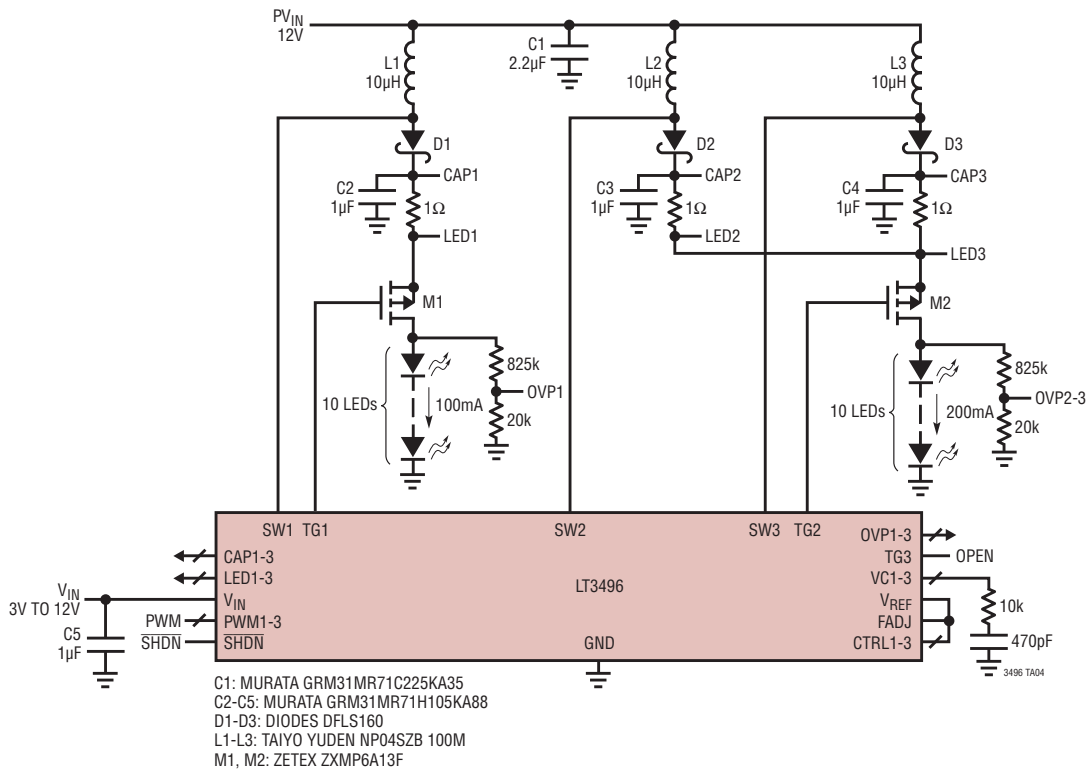 PVIN
12V
C1
2.2µF
L1
10µH
L2
10µH
L3
10µH
D1
D2
D3
CAP1
CAP2
CAP3
C2
1µF
1Ω
C3
1µF
1Ω
C4
1µF
1Ω
LED1
LED2
LED3
M1
M2
825k
OVP1
20k
10 LEDs
100mA
825k
OVP2-3
20k
10 LEDs
200mA
SW1 TG1 SW2 SW3 TG2
CAP1-3
LED1-3
VIN
PWM1-3
SHDN
LT3496
GND
OVP1-3
TG3
VC1-3
VREF
FADJ
CTRL1-3
OPEN
VIN
3V TO 12V
PWM
SHDN
C5
1µF
10k
470pF
3496 TA04
C1: MURATA GRM31MR71C225KA35
C2-C5: MURATA GRM31MR71H105KA88
D1-D3: DIODES DFLS160
L1-L3: TAIYO YUDEN NP04SZB 100M
M1, M2: ZETEX ZXMP6A13F